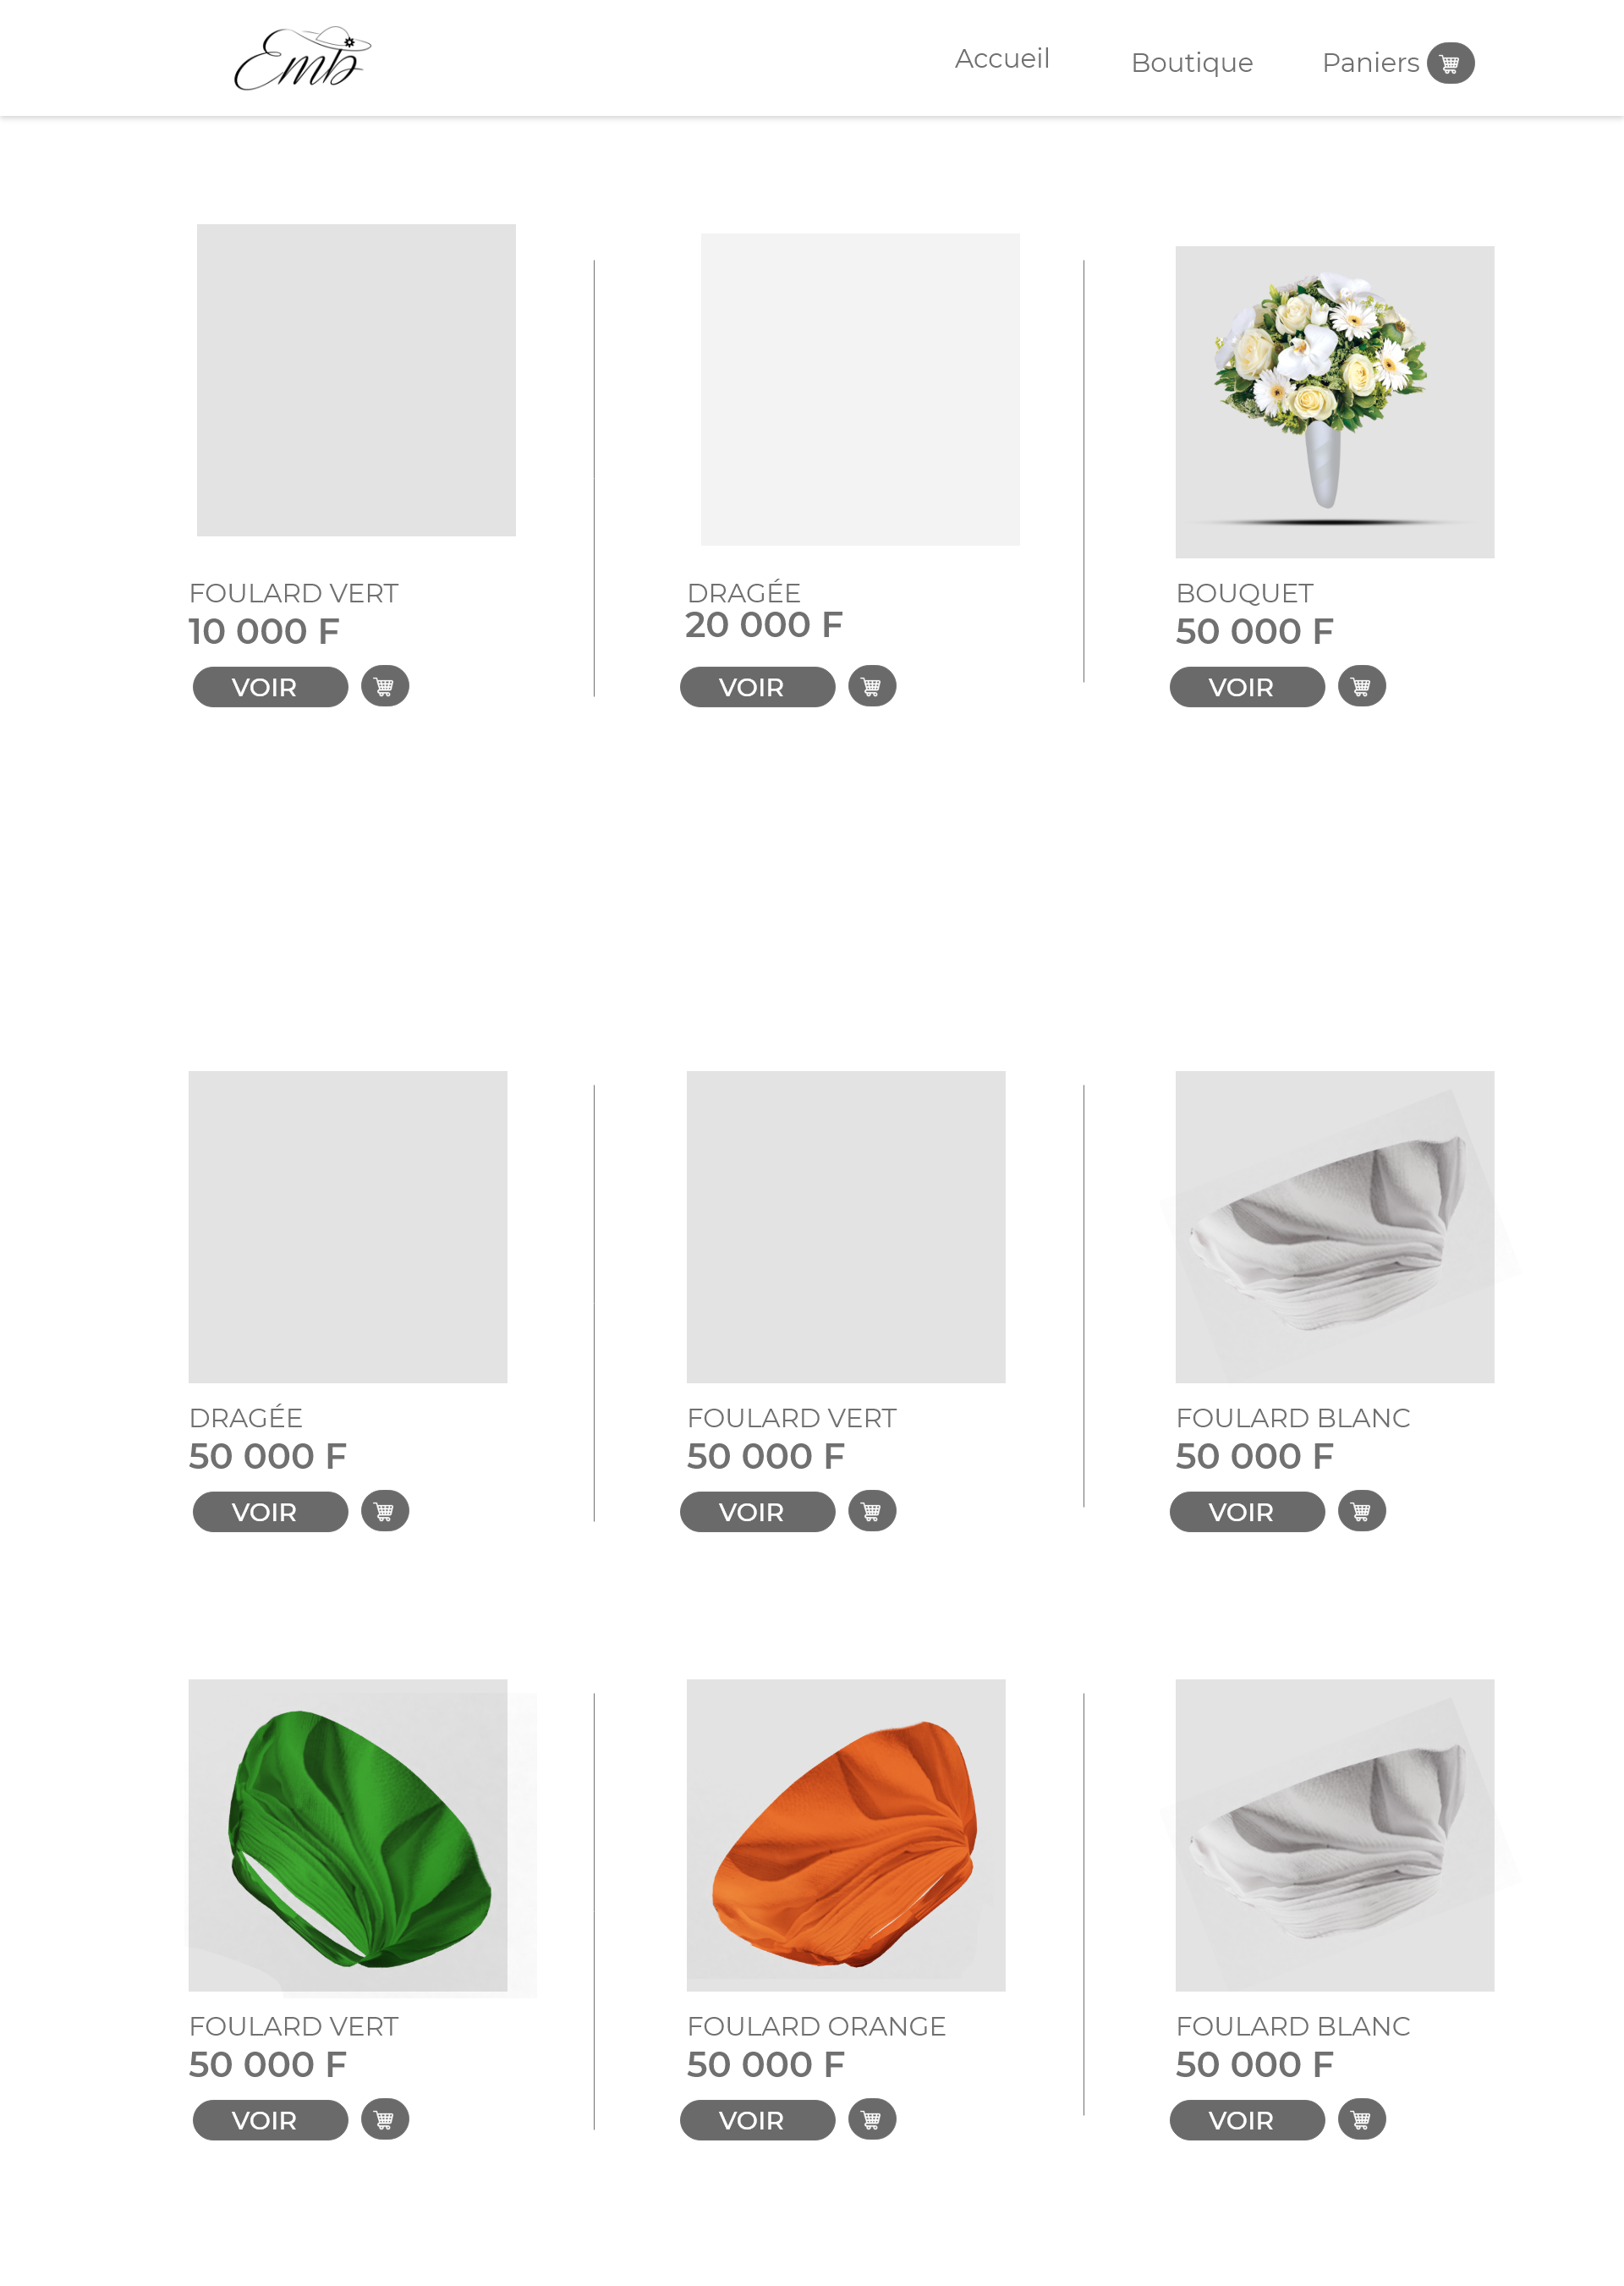 Emb
Accueil
Boutique
Paniers
FOULARD VERT
10 000 F
VOIR
DRAGÉE
20 000 F
VOIR
BOUQUET
50 000 F
VOIR
DRAGÉE
50 000 F
VOIR
FOULARD VERT
50 000 F
VOIR
FOULARD BLANC
50 000 F
VOIR
FOULARD VERT
50 000 F
VOIR
FOULARD ORANGE
50 000 F
VOIR
FOULARD BLANC
50 000 F
VOIR